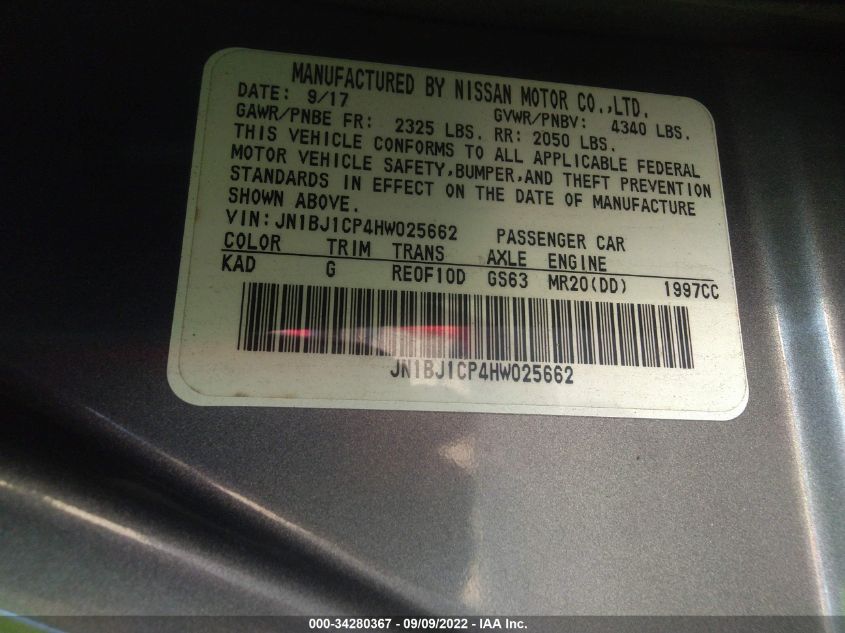 MANUFACTURED BY NISSAN MOTOR CO.,LTD.
DATE: 9/17 GVWR/PNBV: 4340 LBS.
GAWR/PNBE FR: 2325 LBS. RR: 2050 LBS.
THIS VEHICLE CONFORMS TO ALL APPLICABLE FEDERAL
MOTOR VEHICLE SAFETY,BUMPER,AND THEFT PREVENTION
STANDARDS IN EFFECT ON THE DATE OF MANUFACTURE
SHOWN ABOVE.
VIN:JN1BJ1CP4HW025662 PASSENGER CAR
COLOR TRIM TRANS AXLE ENGINE
KAD G RE0F10D GS63 MR20(DD) 1997CC
JN1BJ1CP4HW025662
000-34280367 - 09/09/2022 - IAA Inc.